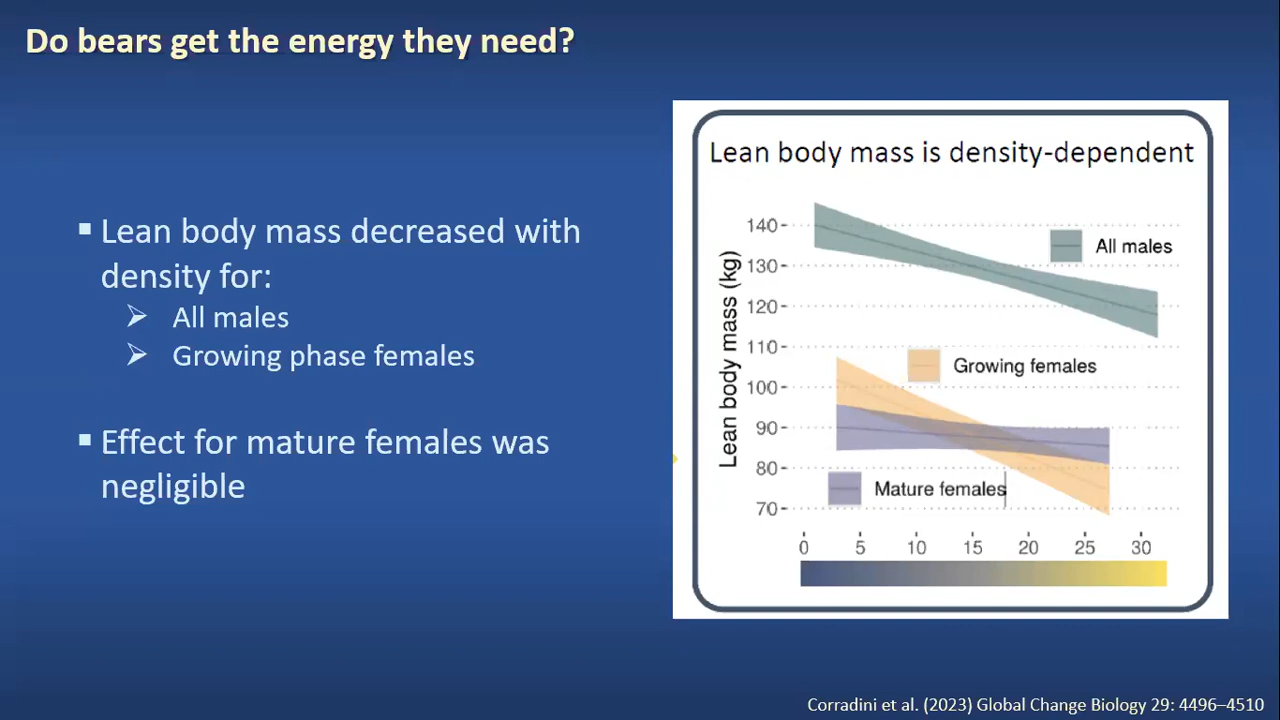 Do bears get the energy they need?
Lean body mass decreased with
density for:
All males
Growing phase females
Effect for mature females was
negligible
Lean body mass is density-dependent
Lean body mass (kg)
140
130
120
110
100
90
80
70
All males
Growing females
Mature females
0 5 10 15 20 25 30
Corradini et al. (2023) Global Change Biology 29: 4496–4510